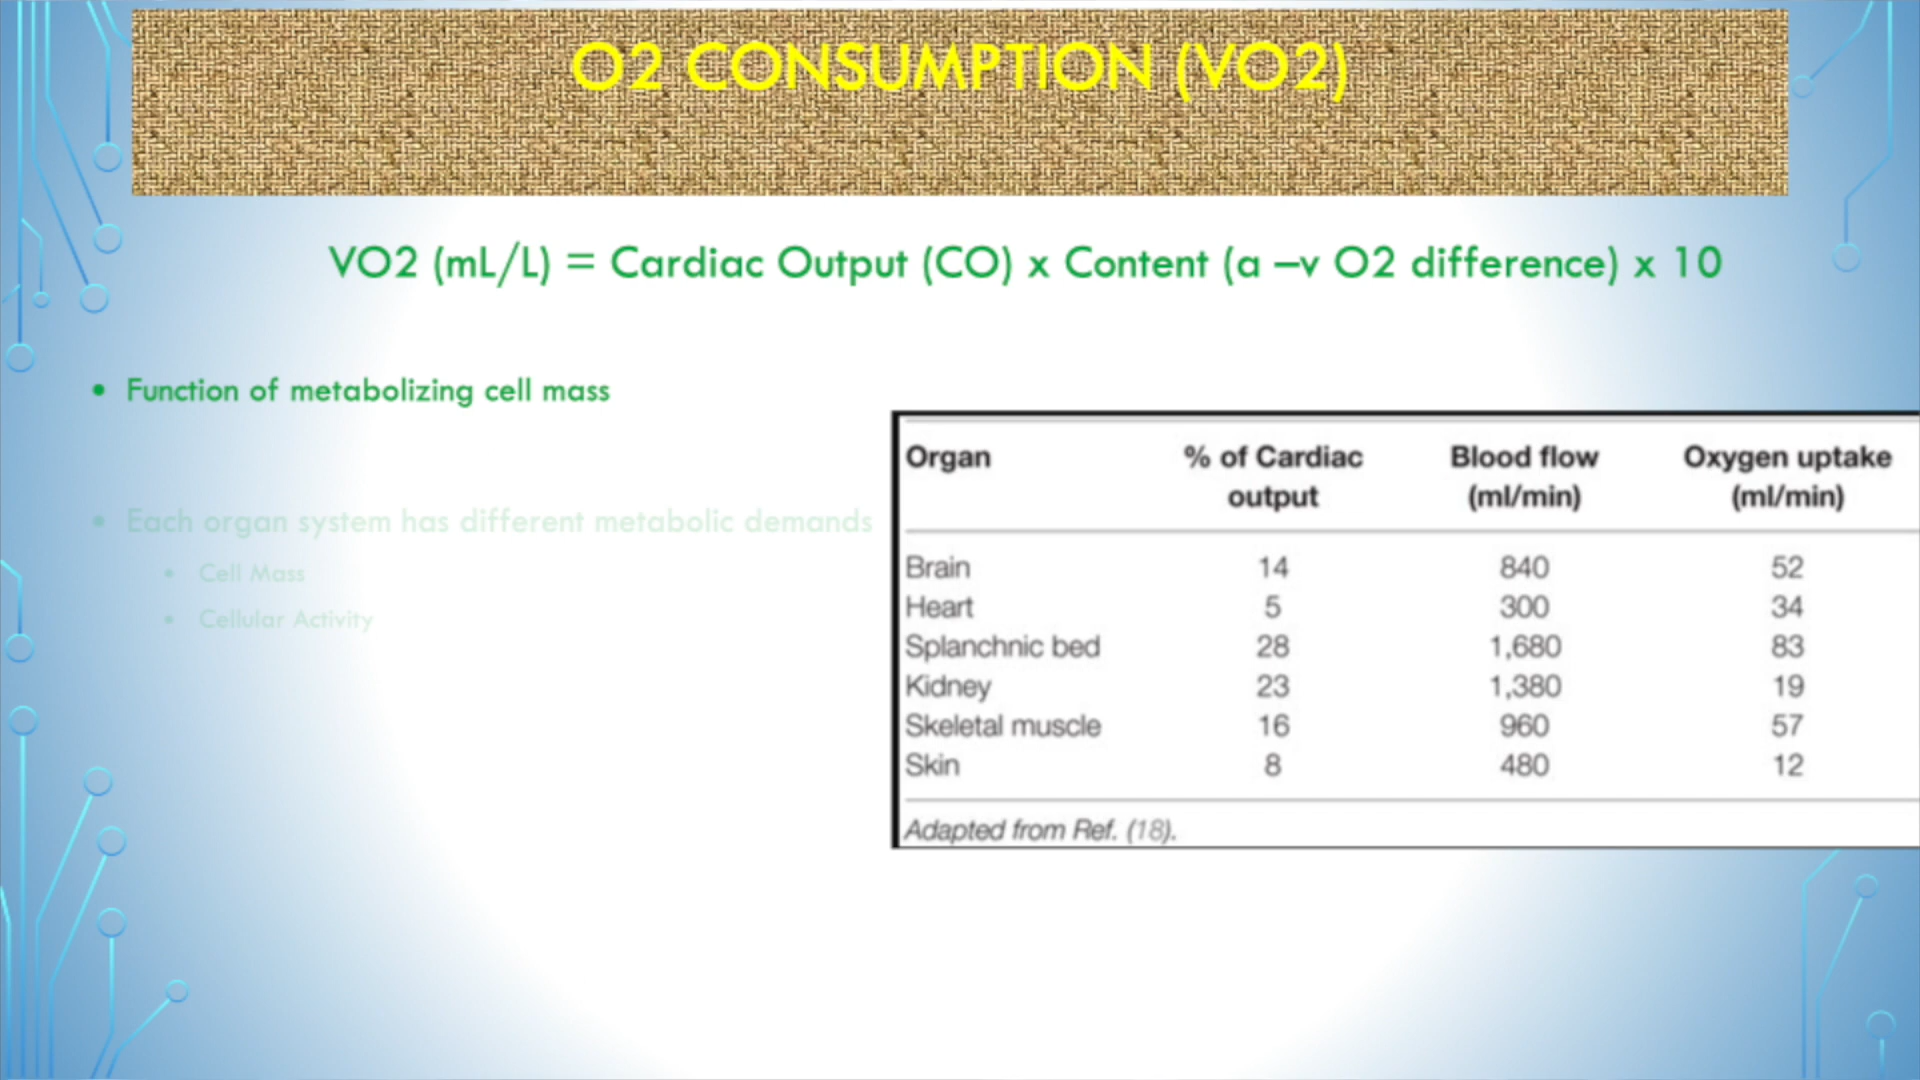 O2 CONSUMPTION (VO2)
VO2 (mL/L) = Cardiac Output (CO) x Content (a –v O2 difference) x 10
• Function of metabolizing cell mass
• Each organ system has different metabolic demands
• Cell Mass
• Cellular Activity
Organ % of Cardiac output Blood flow (ml/min) Oxygen uptake (ml/min)
Brain 14 840 52
Heart 5 300 34
Splanchnic bed 28 1,680 83
Kidney 23 1,380 19
Skeletal muscle 16 960 57
Skin 8 480 12
Adapted from Ref. (18).